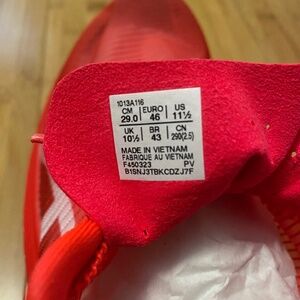 1013A116
CM EURO US
29.0 46 11½
UK BR CN
10½ 43 290(2.5)
MADE IN VIETNAM
FABRIQUE AU VIETNAM
F450323 PV
B1SNJ3TBKCDZJ7F